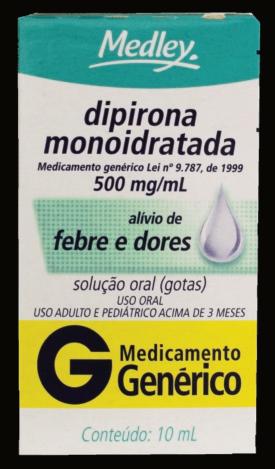 Medley.
dipirona
monoidratada
Medicamento genérico Lei nº 9.787, de 1999
500 mg/mL
alívio de
febre e dores
solução oral (gotas)
USO ORAL
USO ADULTO E PEDIÁTRICO ACIMA DE 3 MESES
G Medicamento
Genérico
Conteúdo: 10 mL